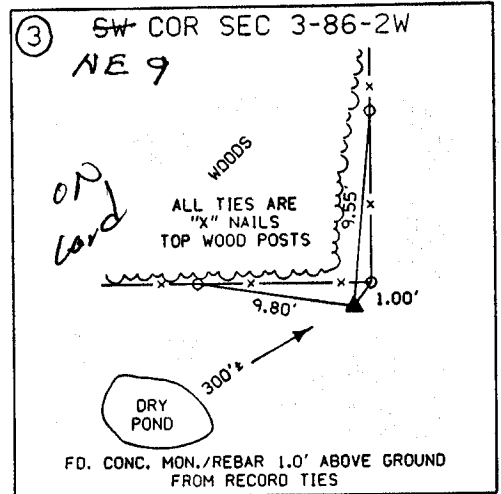 3 SW COR SEC 3-86-2W
NE 9
WOODS
ON
card
ALL TIES ARE
"X" NAILS
TOP WOOD POSTS
9.55'
9.80'
1.00'
300'±
DRY
POND
FD. CONC. MON./REBAR 1.0' ABOVE GROUND
FROM RECORD TIES